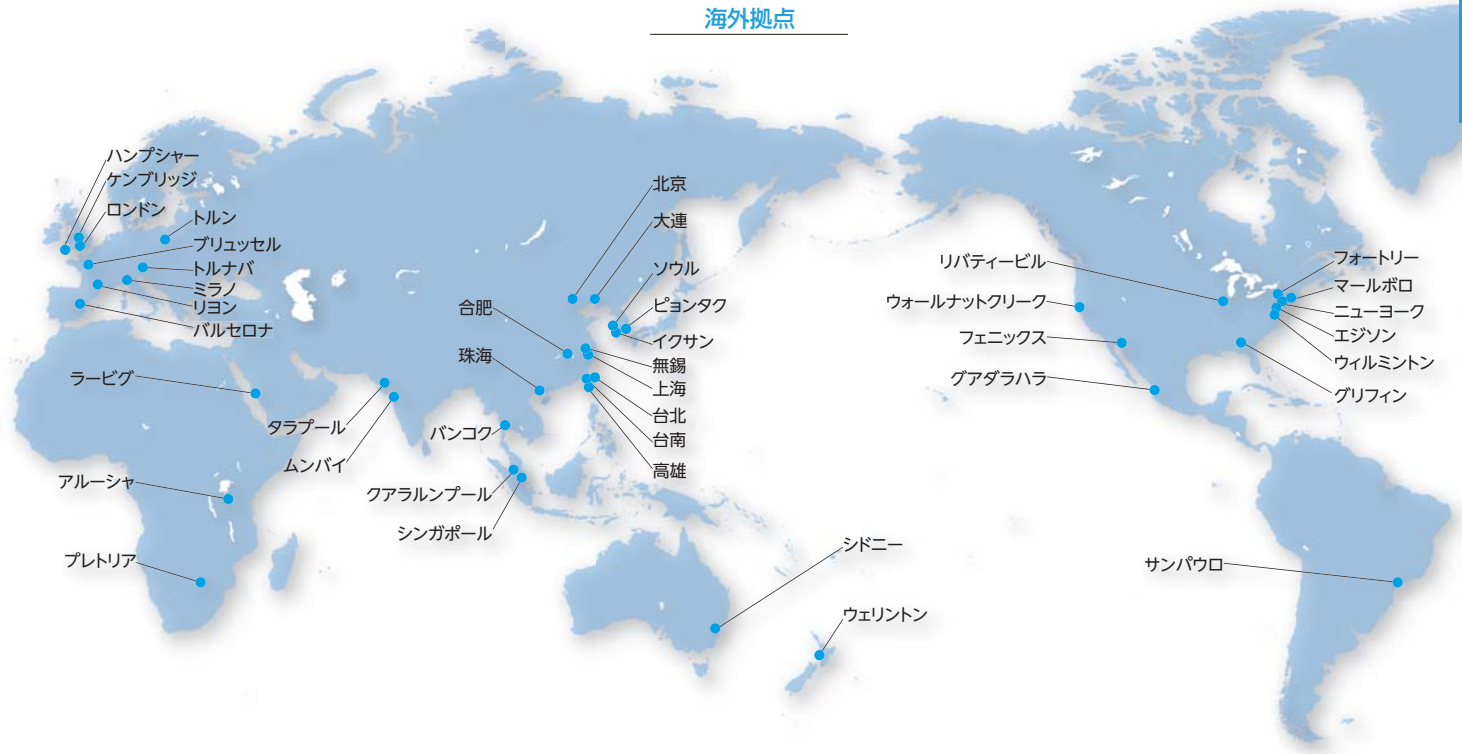 海外拠点
ハンプシャー
ケンブリッジ
ロンドン
トルン
ブリュッセル
トルナバ
ミラノ
リヨン
バルセロナ
ラービグ
アルーシャ
プレトリア
タラプール
ムンバイ
合肥
珠海
バンコク
クアラルンプール
シンガポール
北京
大連
ソウル
ピョンタク
イクサン
無錫
上海
台北
台南
高雄
シドニー
ウェリントン
リバティービル
ウォールナットクリーク
フェニックス
グアダラハラ
フォートリー
マールボロ
ニューヨーク
エジソン
ウィルミントン
グリフィン
サンパウロ